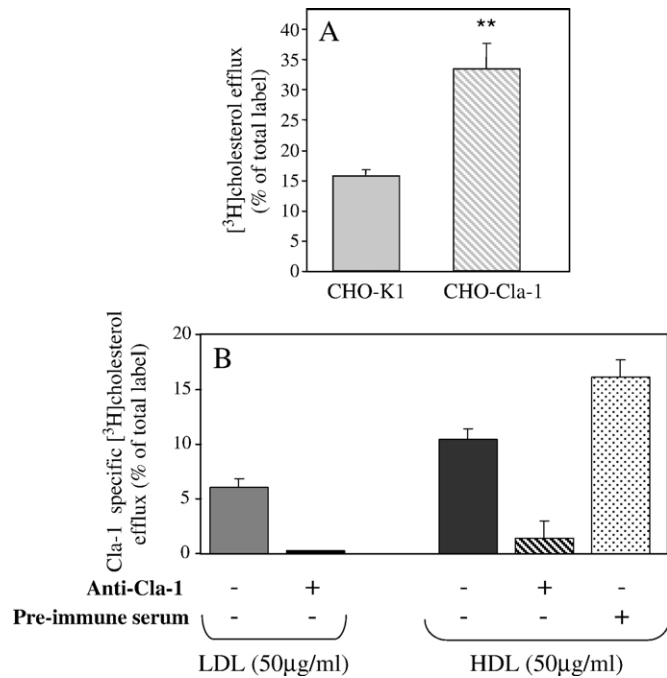 A
**
[³H]cholesterol efflux
(% of total label)
40
35
30
25
20
15
10
5
0
CHO-K1 CHO-Cla-1
B
Cla-1 specific [³H]cholesterol
efflux (% of total label)
20
15
10
5
0
Anti-Cla-1 - + - + -
Pre-immune serum - - - - +
LDL (50μg/ml) HDL (50μg/ml)